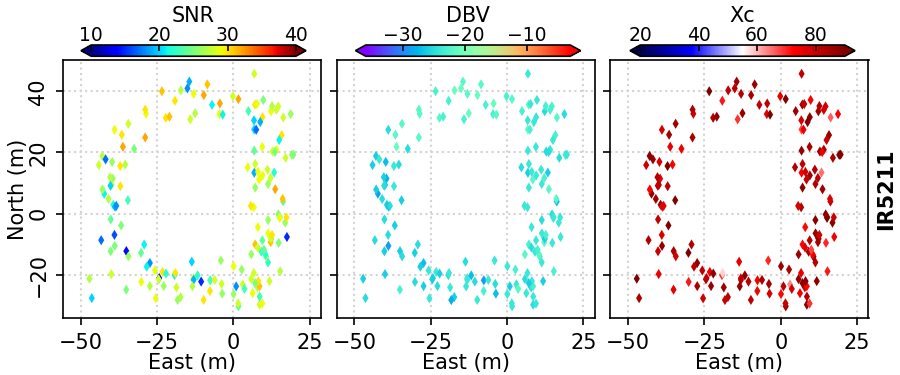 SNR DBV Xc
10 20 30 40 −30 −20 −10 20 40 60 80
North (m)
40
20
0
−20
−50 −25 0 25 −50 −25 0 25 −50 −25 0 25
East (m) East (m) East (m)
IR5211